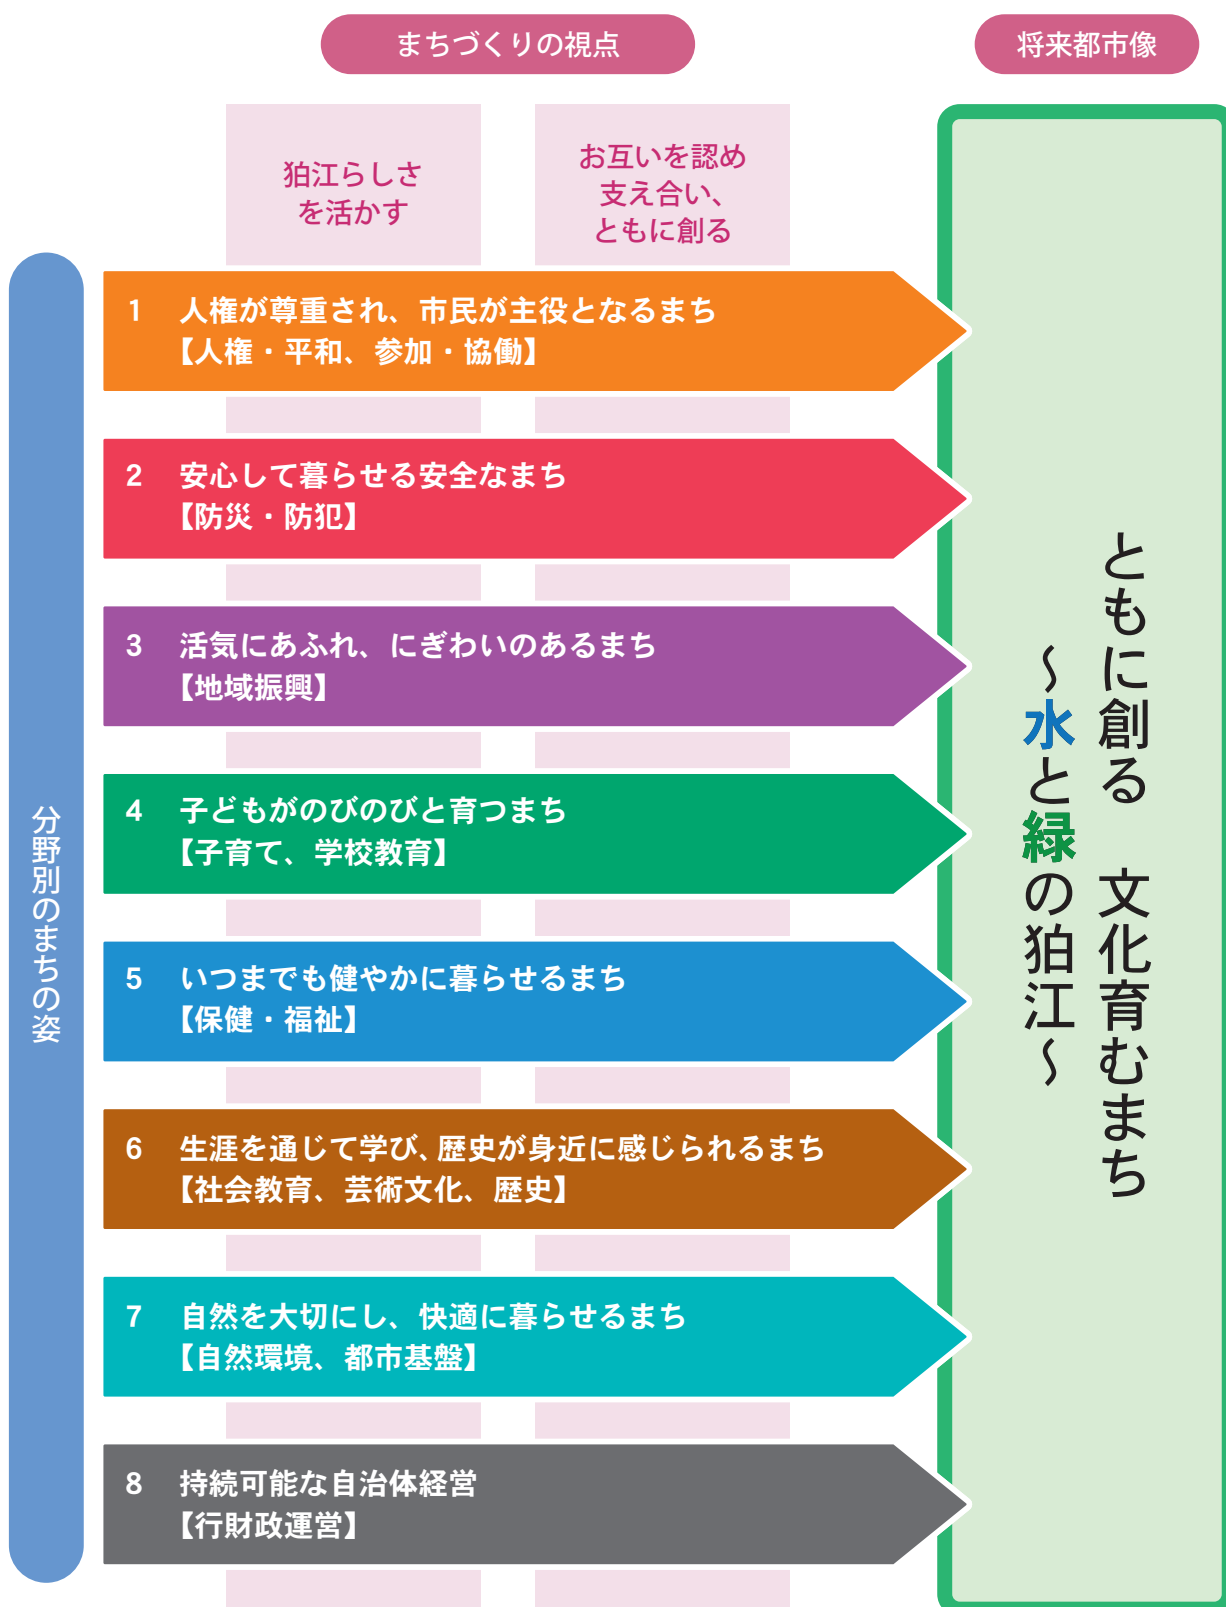 まちづくりの視点
将来都市像
狛江らしさ
を活かす
お互いを認め
支え合い、
ともに創る
分野別のまちの姿
1 人権が尊重され、市民が主役となるまち
【人権・平和、参加・協働】
2 安心して暮らせる安全なまち
【防災・防犯】
3 活気にあふれ、にぎわいのあるまち
【地域振興】
4 子どもがのびのびと育つまち
【子育て、学校教育】
5 いつまでも健やかに暮らせるまち
【保健・福祉】
6 生涯を通じて学び、歴史が身近に感じられるまち
【社会教育、芸術文化、歴史】
7 自然を大切にし、快適に暮らせるまち
【自然環境、都市基盤】
8 持続可能な自治体経営
【行財政運営】
ともに創る　文化育むまち
～水と緑の狛江～